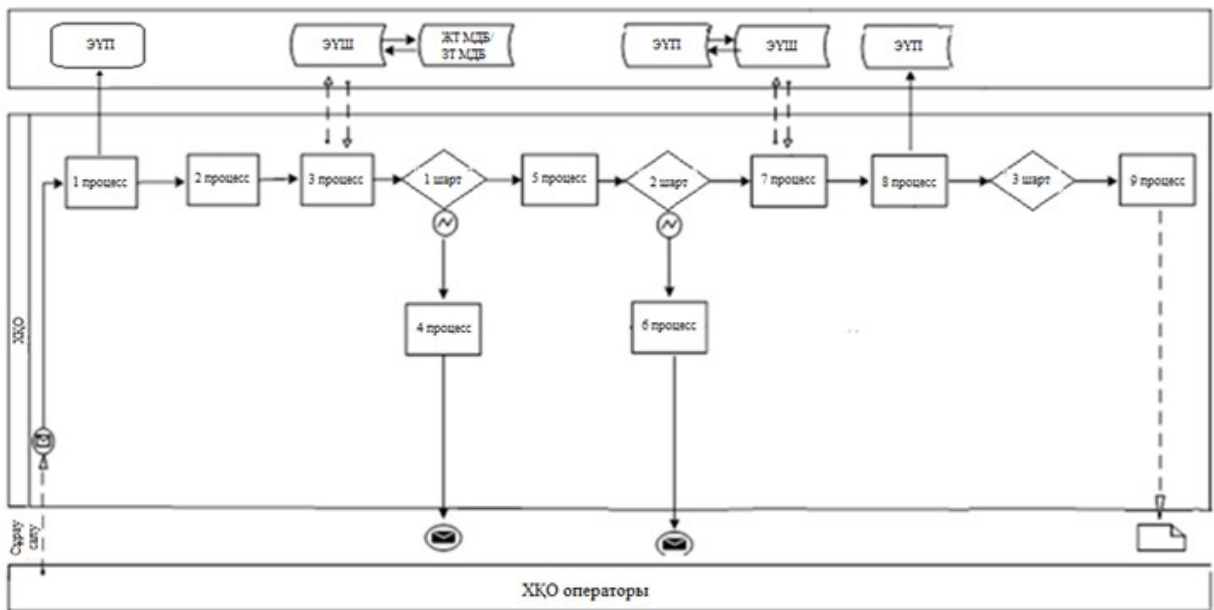 ЭҮП
ЭҮШ
ЖТ МДБ/
ЗТ МДБ
ЭҮП
ЭҮШ
ЭҮП
1 процесс
2 процесс
3 процесс
1 шарт
5 процесс
2 шарт
7 процесс
8 процесс
3 шарт
9 процесс
4 процесс
6 процесс
ХҚО
Сұрау
салу
ХҚО операторы